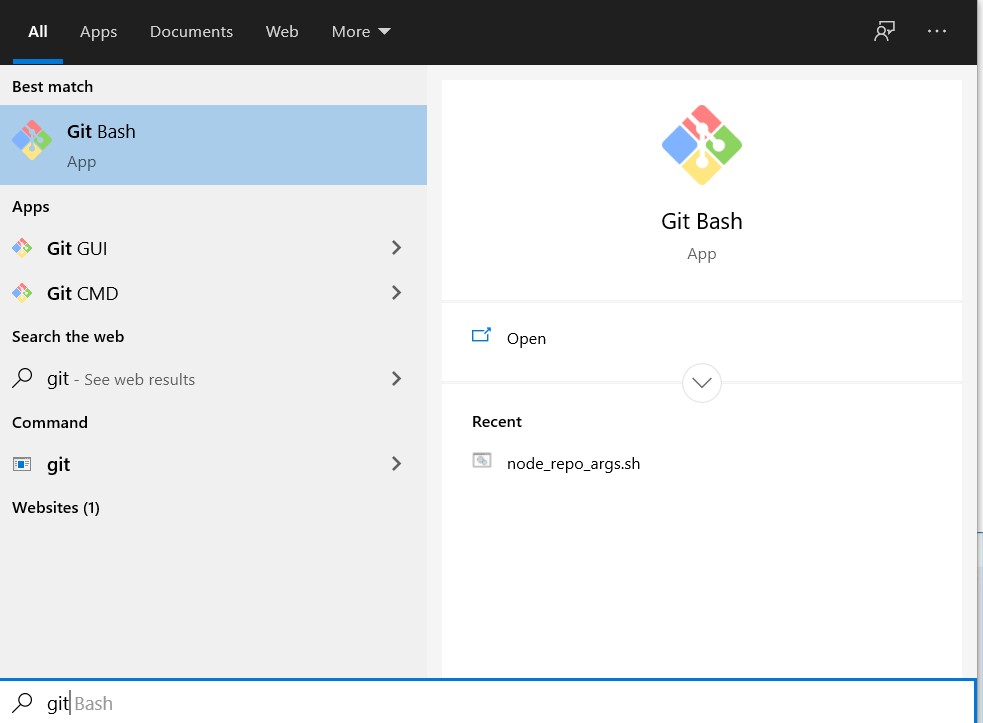 All Apps Documents Web More
Best match
Git Bash
App
Apps
Git GUI
Git CMD
Search the web
git - See web results
Command
git
Websites (1)
Git Bash
App
Open
Recent
node_repo_args.sh
git Bash